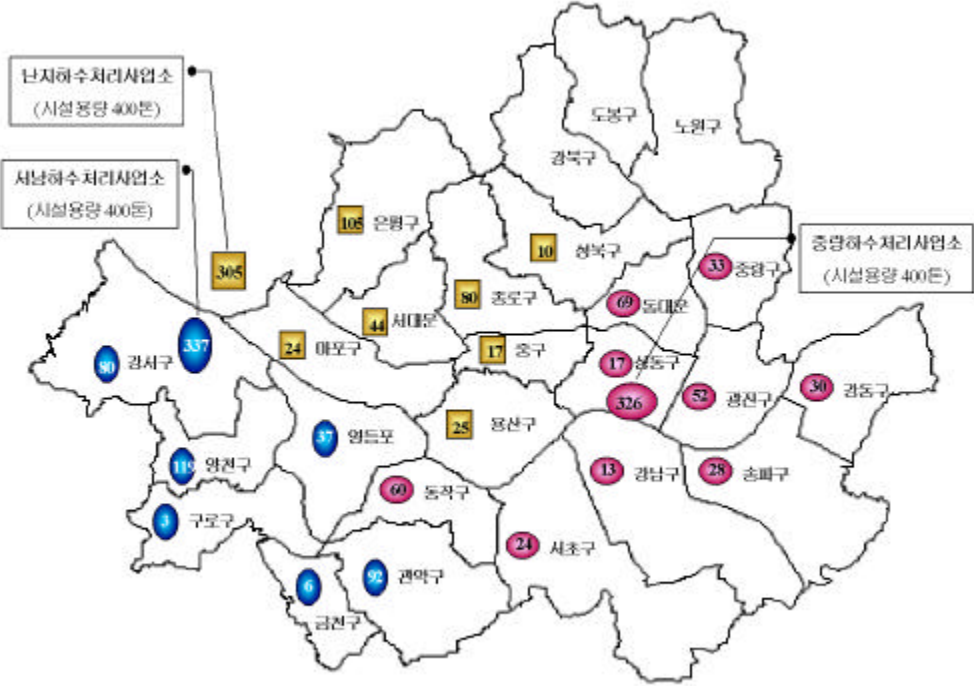 난지하수처리사업소
(시설용량 400톤)
서남하수처리사업소
(시설용량 400톤)
중랑하수처리사업소
(시설용량 400톤)
도봉구
노원구
강북구
105 은평구
10 성북구
33 중랑구
305
80 종로구
69 동대문
44 서대문
337
24 마포구
17 중구
17 성동구
80 강서구
326
52 광진구
30 강동구
25 용산구
37 영등포
119 양천구
13 강남구
28 송파구
60 동작구
3 구로구
24 서초구
92 관악구
6
금천구